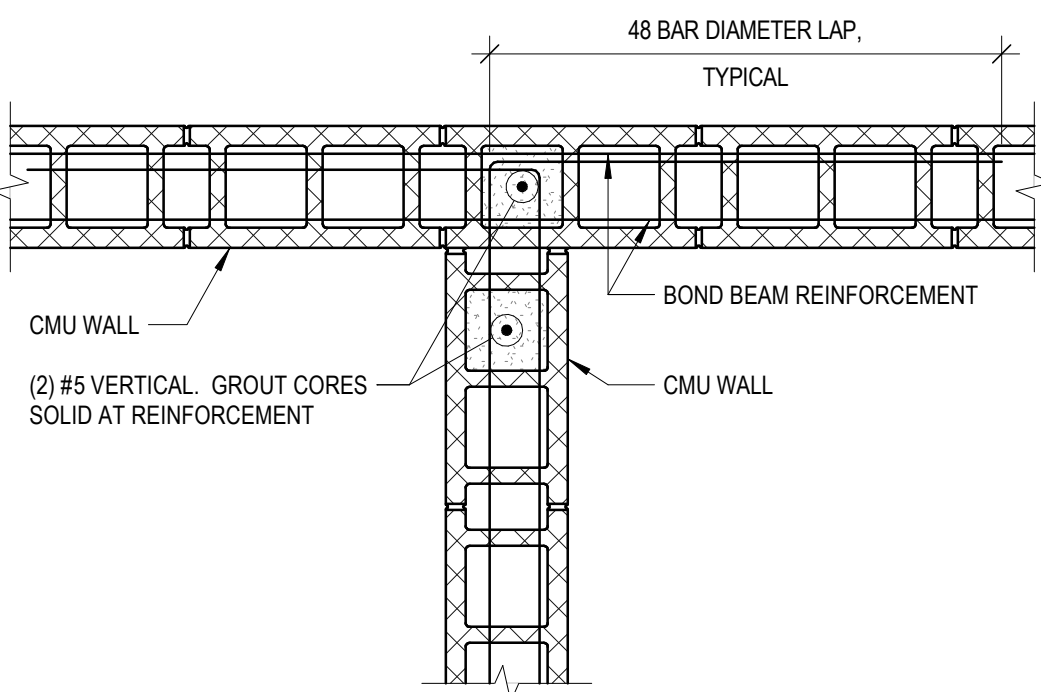 48 BAR DIAMETER LAP,
TYPICAL
BOND BEAM REINFORCEMENT
CMU WALL
(2) #5 VERTICAL.  GROUT CORES
SOLID AT REINFORCEMENT
CMU WALL